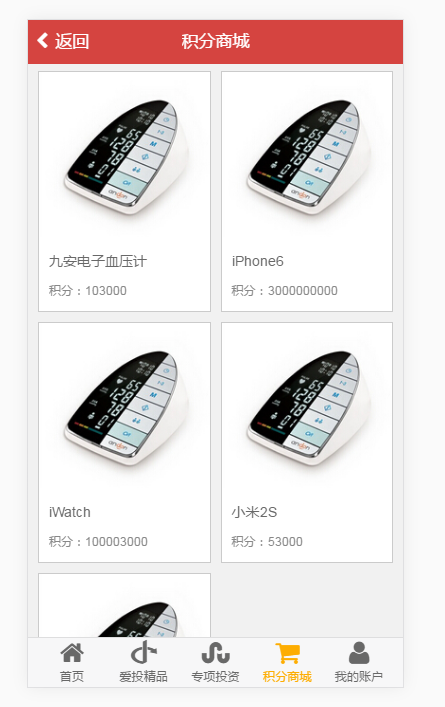 返回
积分商城
九安电子血压计
积分：103000
iPhone6
积分：3000000000
iWatch
积分：100003000
小米2S
积分：53000
首页
爱投精品
专项投资
积分商城
我的账户